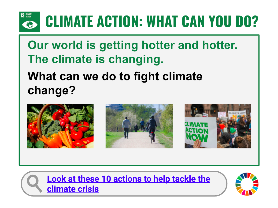 CLIMATE ACTION: WHAT CAN YOU DO?
Our world is getting hotter and hotter.
The climate is changing.
What can we do to fight climate
change?
CLIMATE
ACTION
NOW
Look at these 10 actions to help tackle the
climate crisis